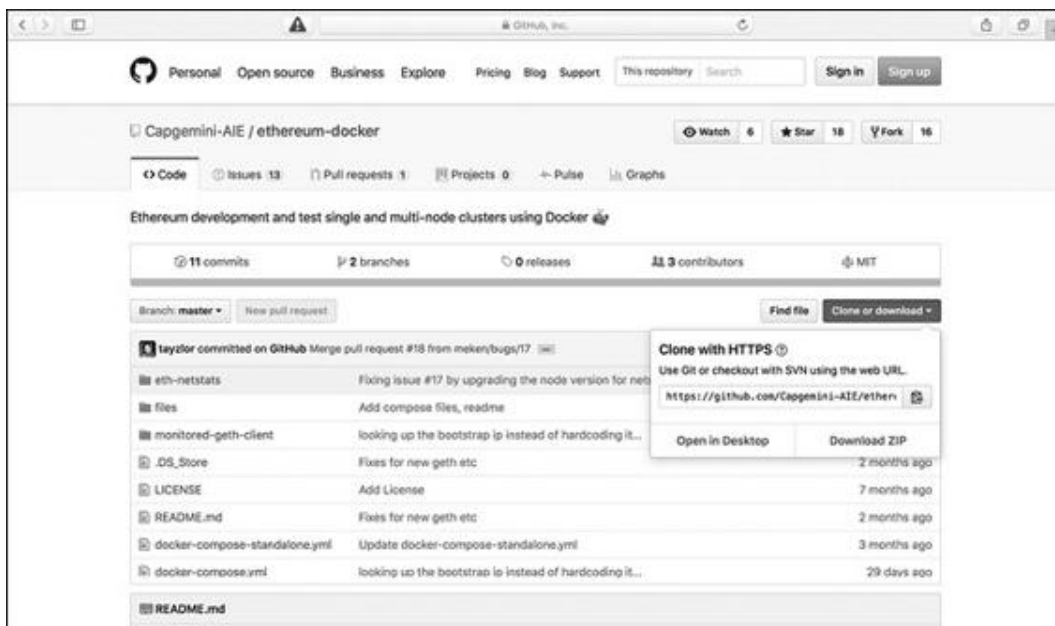 GitHub, Inc.
Personal Open source Business Explore Pricing Blog Support This repository Search Sign in Sign up
Capgemini-AIE / ethereum-docker Watch 6 Star 18 Fork 16
Code Issues 13 Pull requests 1 Projects 0 Pulse Graphs
Ethereum development and test single and multi-node clusters using Docker
11 commits 2 branches 0 releases 3 contributors MIT
Branch: master New pull request Find file Clone or download
tayzlor committed on GitHub Merge pull request #18 from meken/bugs/17
Clone with HTTPS
Use Git or checkout with SVN using the web URL.
https://github.com/Capgemini-AIE/ether
Open in Desktop Download ZIP
eth-netstats Fixing issue #17 by upgrading the node version for net
files Add compose files, readme
monitored-geth-client looking up the bootstrap ip instead of hardcoding it...
.DS_Store Fixes for new geth etc 2 months ago
LICENSE Add License 7 months ago
README.md Fixes for new geth etc 2 months ago
docker-compose-standalone.yml Update docker-compose-standalone.yml 3 months ago
docker-compose.yml looking up the bootstrap ip instead of hardcoding it... 29 days ago
README.md